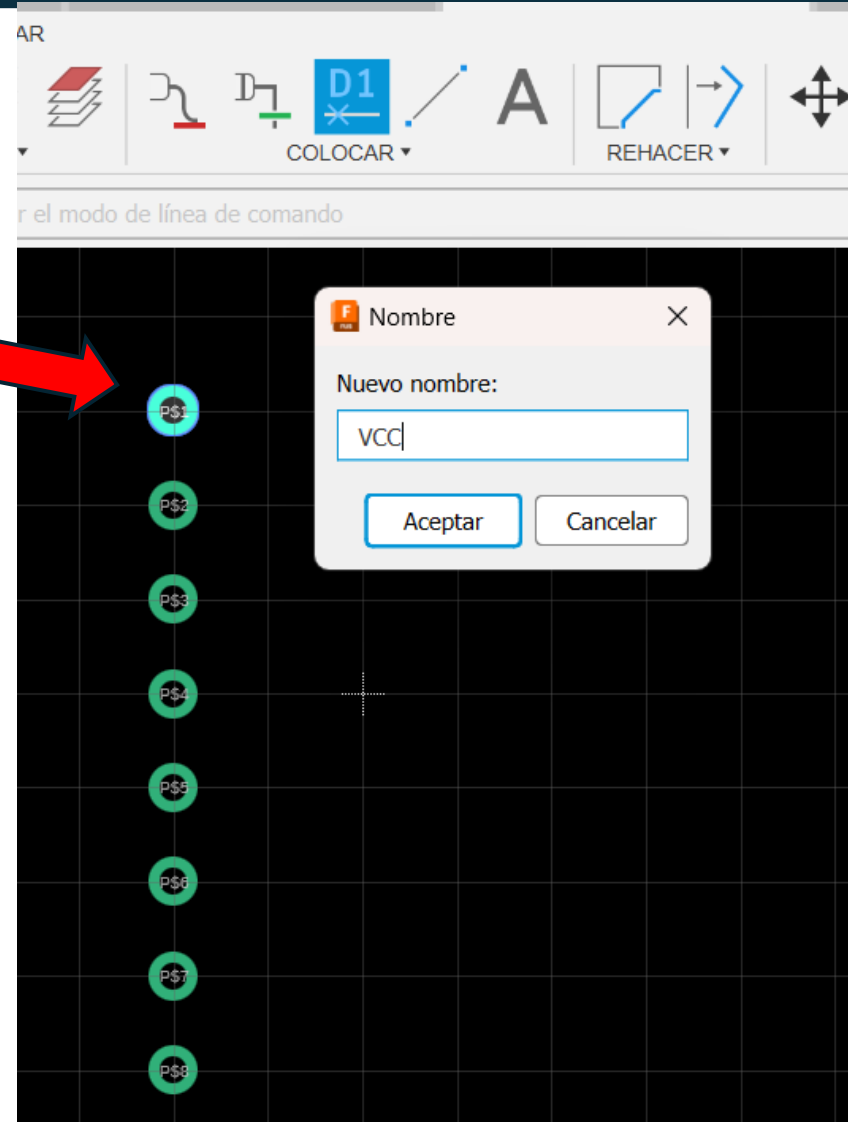 AR
D1
A
COLOCAR
REHACER
r el modo de línea de comando
F
Nombre
Nuevo nombre:
VCC
Aceptar
Cancelar
P$1
P$2
P$3
P$4
P$5
P$6
P$7
P$8